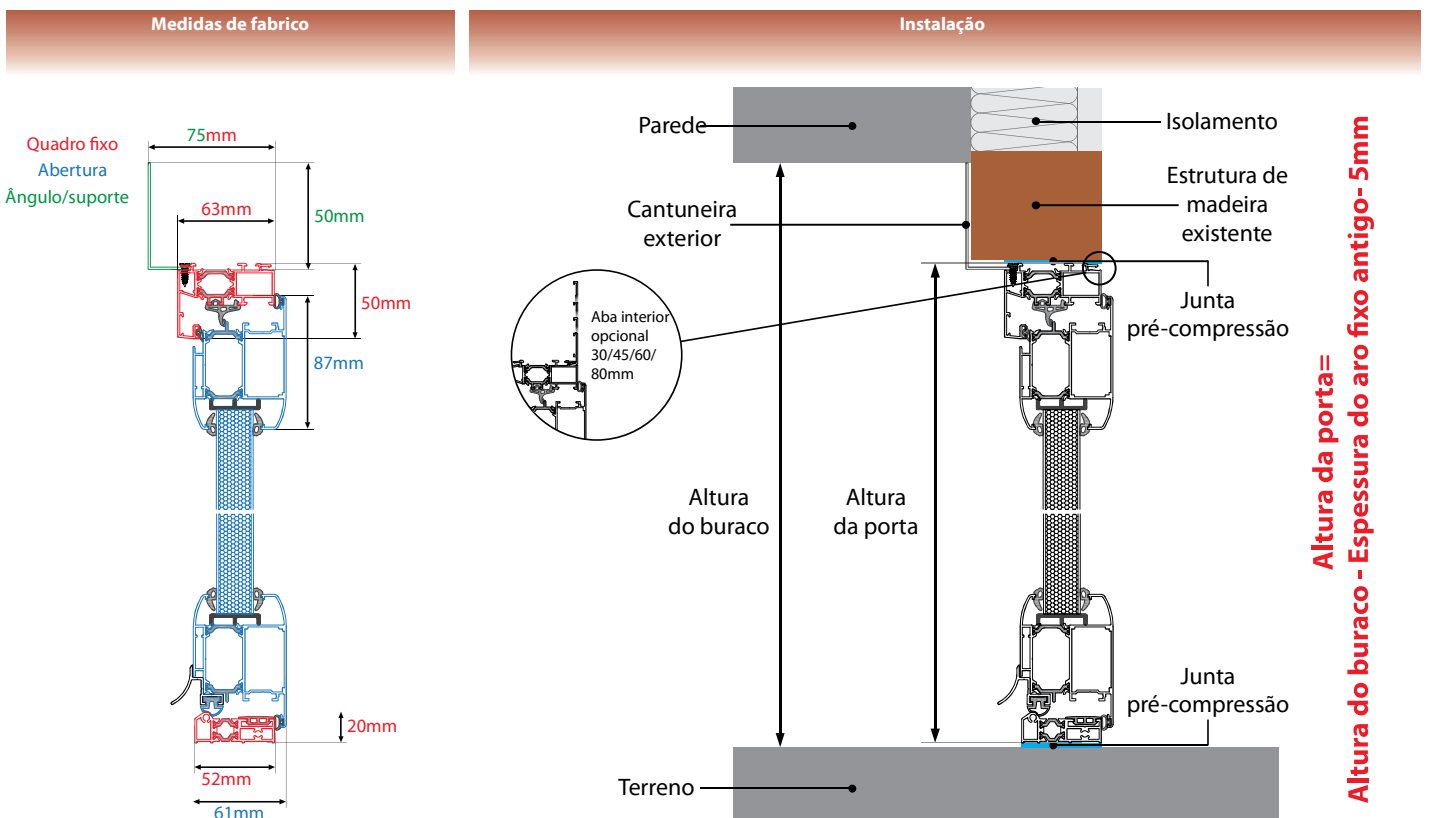 Medidas de fabrico
Instalação
Quadro fixo
Abertura
Ângulo/suporte
75mm
63mm
50mm
50mm
87mm
20mm
52mm
61mm
Parede
Isolamento
Cantuneira
exterior
Estrutura de
madeira
existente
Aba interior
opcional
30/45/60/
80mm
Junta
pré-compressão
Altura
do buraco
Altura
da porta
Junta
pré-compressão
Terreno
Altura da porta=
Altura do buraco - Espessura do aro fixo antigo- 5mm